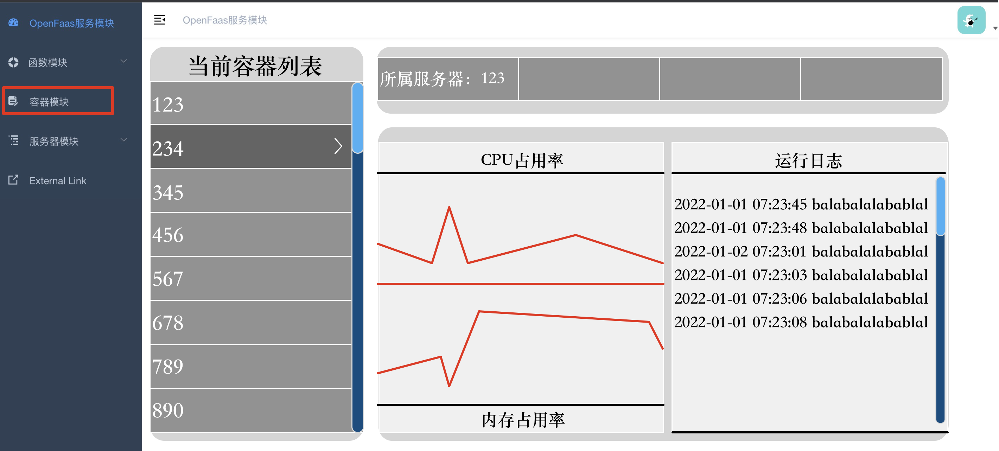 OpenFaas服务模块
函数模块
容器模块
服务器模块
External Link
OpenFaas服务模块
当前容器列表
123
234
345
456
567
678
789
890
所属服务器：123
CPU占用率
内存占用率
运行日志
2022-01-01 07:23:45 balabalalabablal
2022-01-01 07:23:48 balabalalabablal
2022-01-02 07:23:01 balabalalabablal
2022-01-01 07:23:03 balabalalabablal
2022-01-01 07:23:06 balabalalabablal
2022-01-01 07:23:08 balabalalabablal